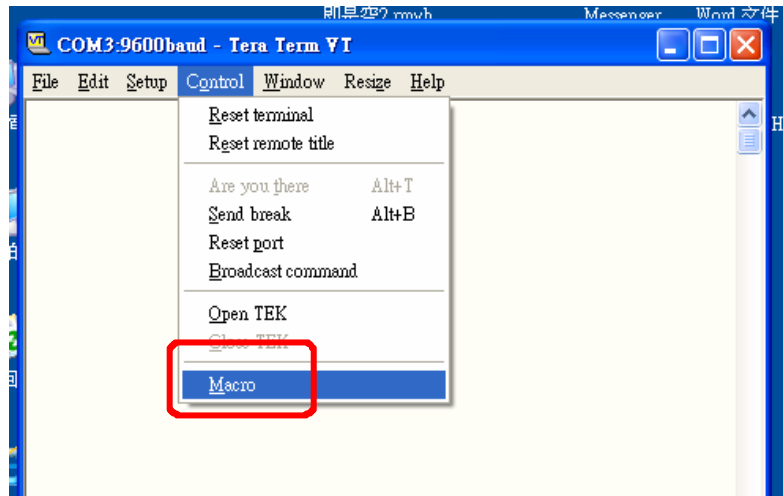 Messenger Word 文件
VT COM3:9600baud - Tera Term VT
File Edit Setup Control Window Resize Help
Reset terminal
Reset remote title
Are you there Alt+T
Send break Alt+B
Reset port
Broadcast command
Open TEK
Close TEK
Macro
H